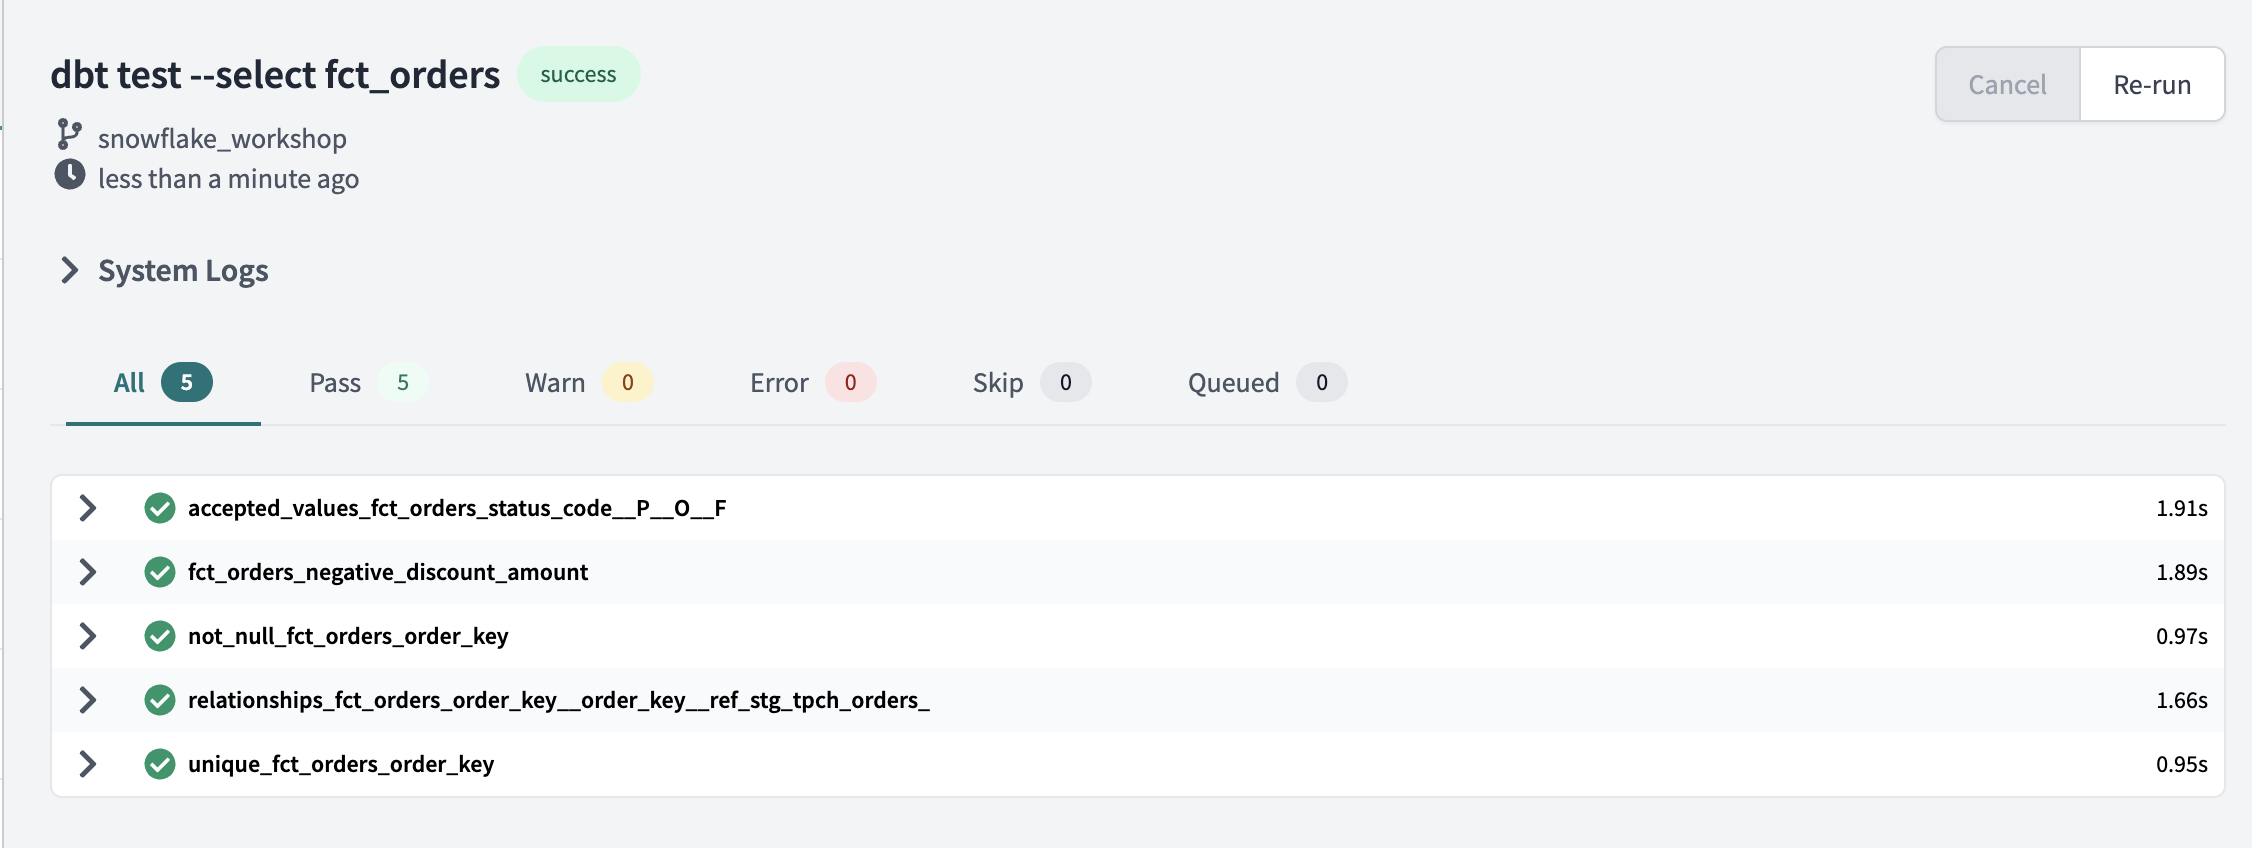 dbt test --select fct_orders success
Cancel Re-run
snowflake_workshop
less than a minute ago
System Logs
All 5 Pass 5 Warn 0 Error 0 Skip 0 Queued 0
accepted_values_fct_orders_status_code__P__O__F 1.91s
fct_orders_negative_discount_amount 1.89s
not_null_fct_orders_order_key 0.97s
relationships_fct_orders_order_key__order_key__ref_stg_tpch_orders_ 1.66s
unique_fct_orders_order_key 0.95s